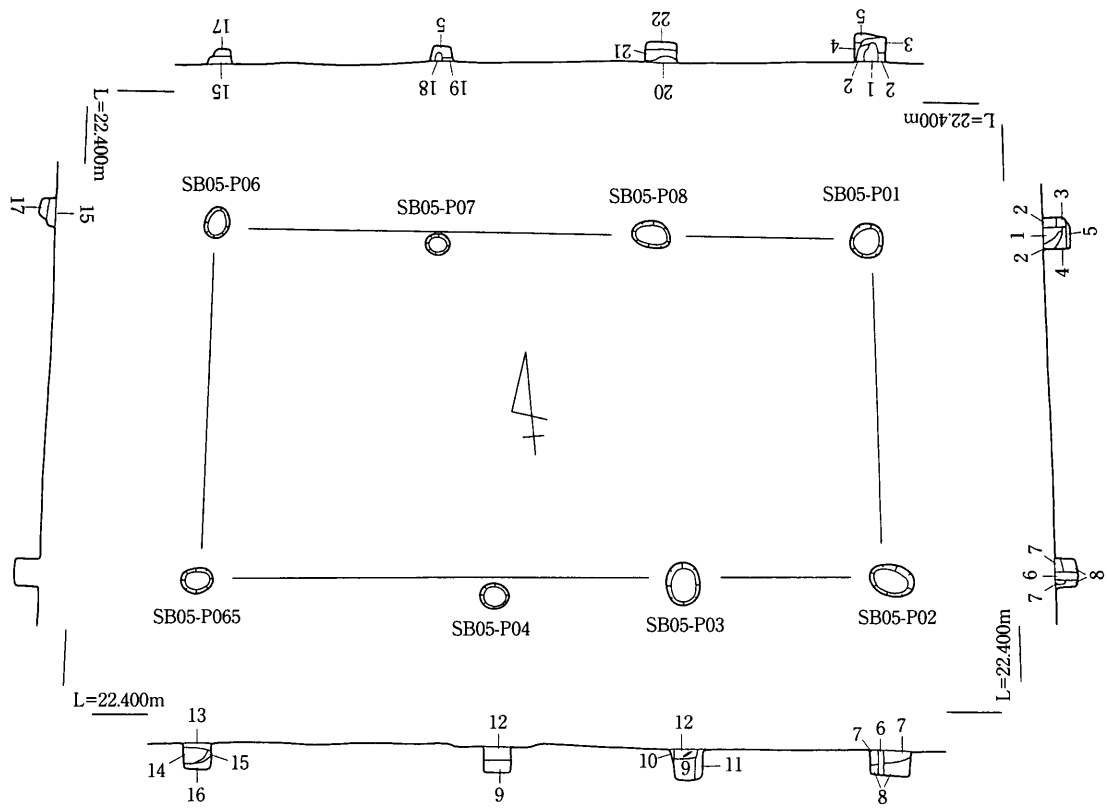 17 5 22 5
21 4 3
15 18 19 20 2 1 2
L=22.400m
L=22.400m
17 15
SB05-P06
SB05-P07
SB05-P08
SB05-P01
2 3
1 5
2 4
SB05-P065
SB05-P04
SB05-P03
SB05-P02
7
6 8
7
L=22.400m
L=22.400m
13 12 12 7 6 7
14 15 10 9 11
16 9 8